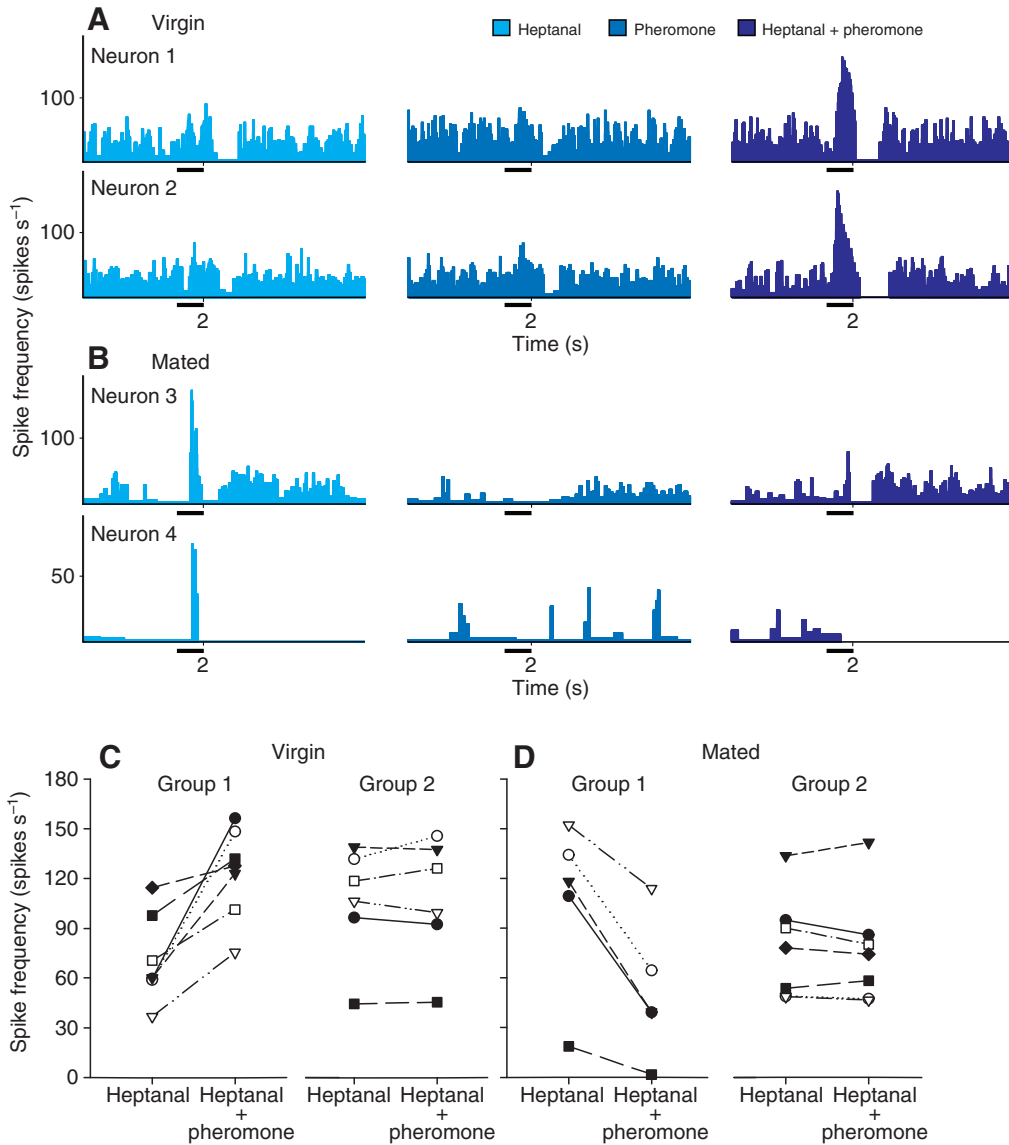 A Virgin
Heptanal Pheromone Heptanal + pheromone
Neuron 1
100
Neuron 2
100
2 2 2
Time (s)
Spike frequency (spikes s⁻¹)
B Mated
Neuron 3
100
Neuron 4
50
2 2 2
Time (s)
C Virgin D Mated
Group 1 Group 2 Group 1 Group 2
180
150
120
90
60
30
0
Spike frequency (spikes s⁻¹)
Heptanal Heptanal + pheromone Heptanal Heptanal + pheromone Heptanal Heptanal + pheromone Heptanal Heptanal + pheromone